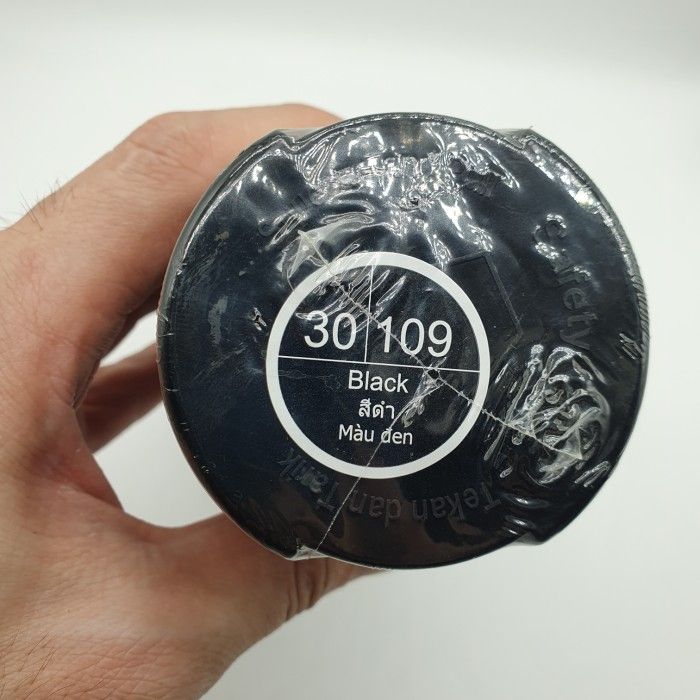 30 109
Black
สีดำ
Màu đen
Safety
Tekan dan Tarik